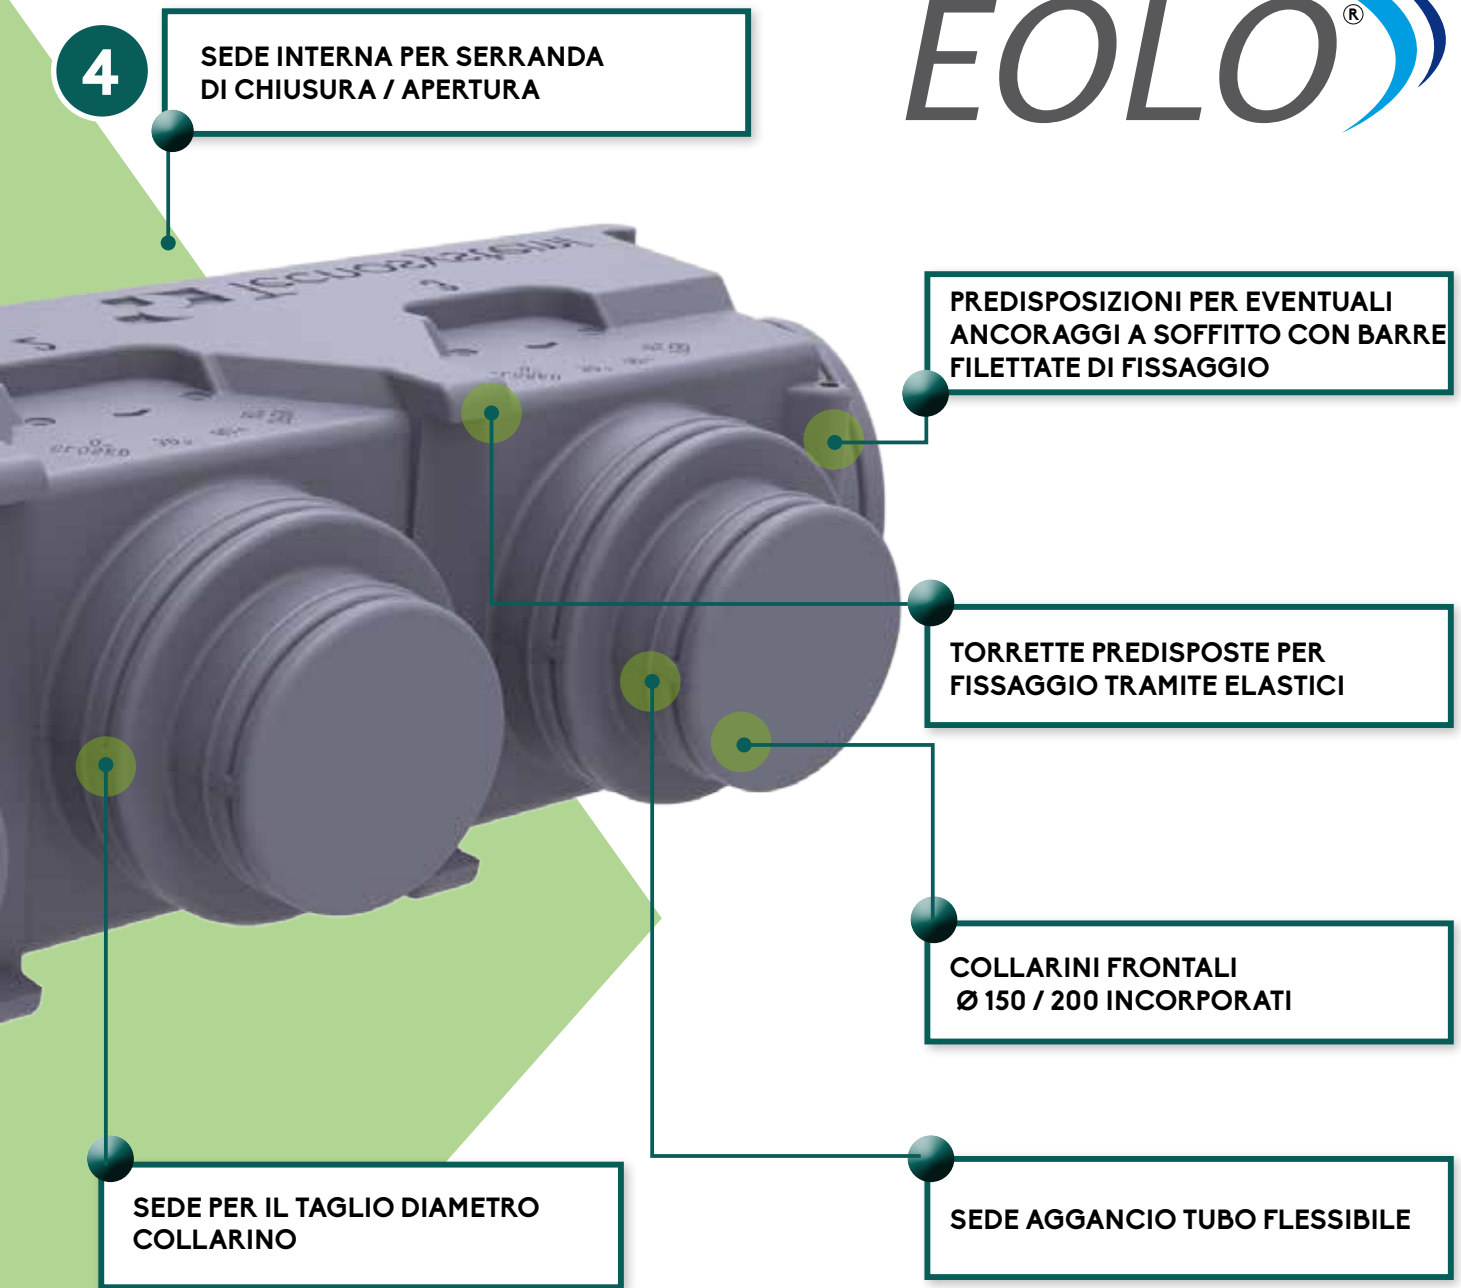 4
SEDE INTERNA PER SERRANDA
DI CHIUSURA / APERTURA
EOLO®
PREDISPOSIZIONI PER EVENTUALI
ANCORAGGI A SOFFITTO CON BARRE
FILETTATE DI FISSAGGIO
TORRETTE PREDISPOSTE PER
FISSAGGIO TRAMITE ELASTICI
COLLARINI FRONTALI
Ø 150 / 200 INCORPORATI
SEDE PER IL TAGLIO DIAMETRO
COLLARINO
SEDE AGGANCIO TUBO FLESSIBILE